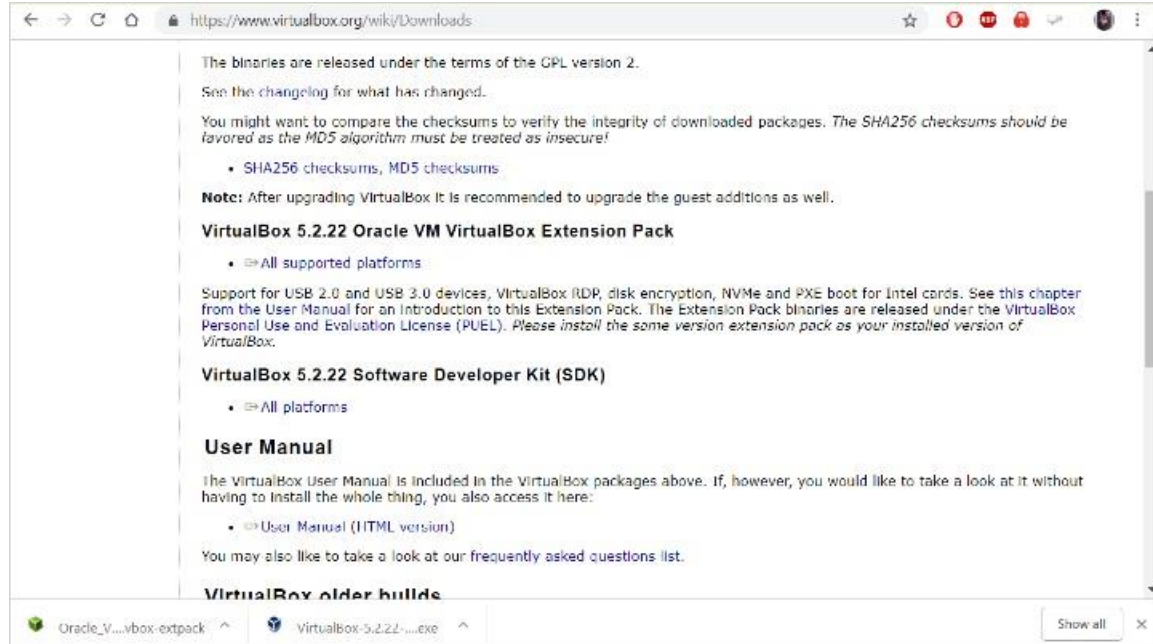 https://www.virtualbox.org/wiki/Downloads
ABP
The binaries are released under the terms of the GPL version 2.
See the changelog for what has changed.
You might want to compare the checksums to verify the integrity of downloaded packages. The SHA256 checksums should be
favored as the MD5 algorithm must be treated as insecure!
• SHA256 checksums, MD5 checksums
Note: After upgrading VirtualBox it is recommended to upgrade the guest additions as well.
VirtualBox 5.2.22 Oracle VM VirtualBox Extension Pack
• All supported platforms
Support for USB 2.0 and USB 3.0 devices, VirtualBox RDP, disk encryption, NVMe and PXE boot for Intel cards. See this chapter
from the User Manual for an introduction to this Extension Pack. The Extension Pack binaries are released under the VirtualBox
Personal Use and Evaluation License (PUEL). Please install the same version extension pack as your installed version of
VirtualBox.
VirtualBox 5.2.22 Software Developer Kit (SDK)
• All platforms
User Manual
The VirtualBox User Manual is included in the VirtualBox packages above. If, however, you would like to take a look at it without
having to install the whole thing, you also access it here:
• User Manual (HTML version)
You may also like to take a look at our frequently asked questions list.
VirtualBox older builds
Oracle_V....vbox-extpack
VirtualBox-5.2.22-....exe
Show all